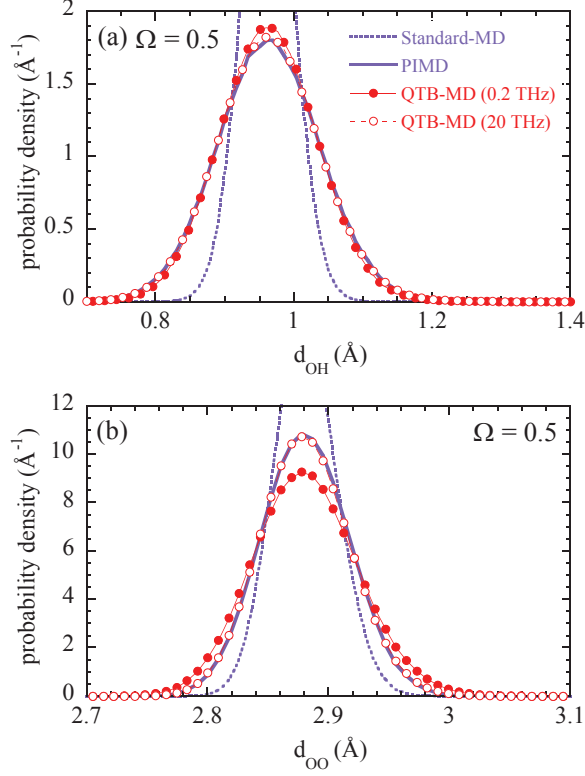 (a)
Ω = 0.5
Standard-MD
PIMD
QTB-MD (0.2 THz)
QTB-MD (20 THz)
probability density (Å⁻¹)
2
1.5
1
0.5
0
0.8
1
1.2
1.4
d_OH (Å)
(b)
Ω = 0.5
probability density (Å⁻¹)
12
10
8
6
4
2
0
2.7
2.8
2.9
3
3.1
d_OO (Å)